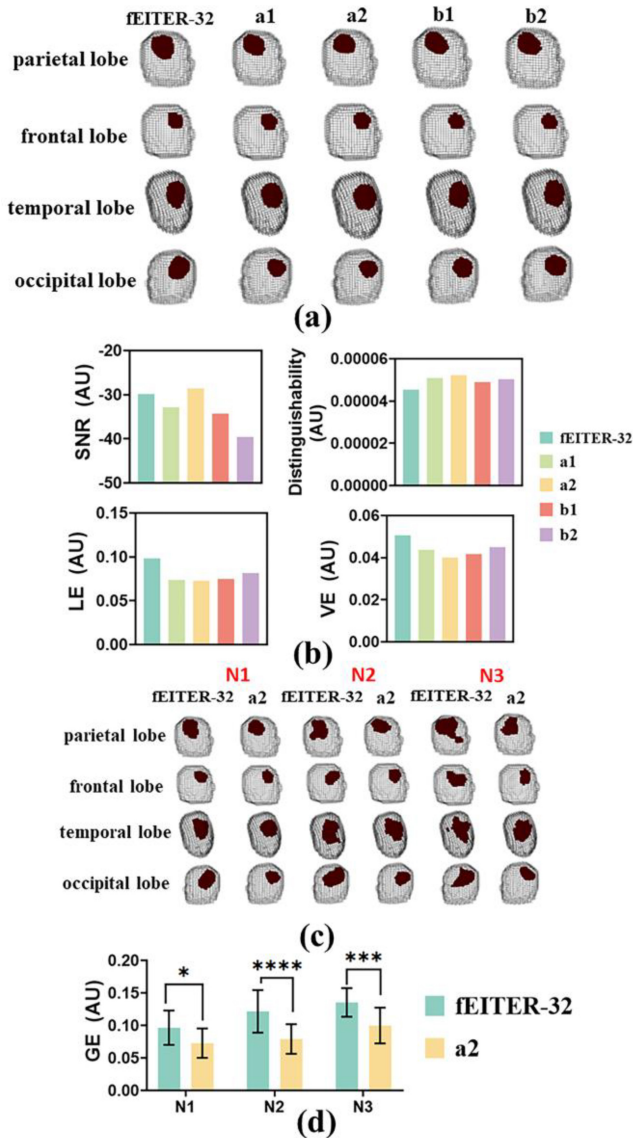 fEITER-32 a1 a2 b1 b2
parietal lobe
frontal lobe
temporal lobe
occipital lobe
(a)
SNR (AU)
-20
-30
-40
-50
Distinguishability (AU)
0.00006
0.00004
0.00002
0.00000
LE (AU)
0.15
0.10
0.05
0.00
VE (AU)
0.06
0.04
0.02
0.00
fEITER-32
a1
a2
b1
b2
(b)
N1 N2 N3
fEITER-32 a2 fEITER-32 a2 fEITER-32 a2
parietal lobe
frontal lobe
temporal lobe
occipital lobe
(c)
GE (AU)
0.20
0.15
0.10
0.05
0.00
* **** ***
N1 N2 N3
fEITER-32
a2
(d)